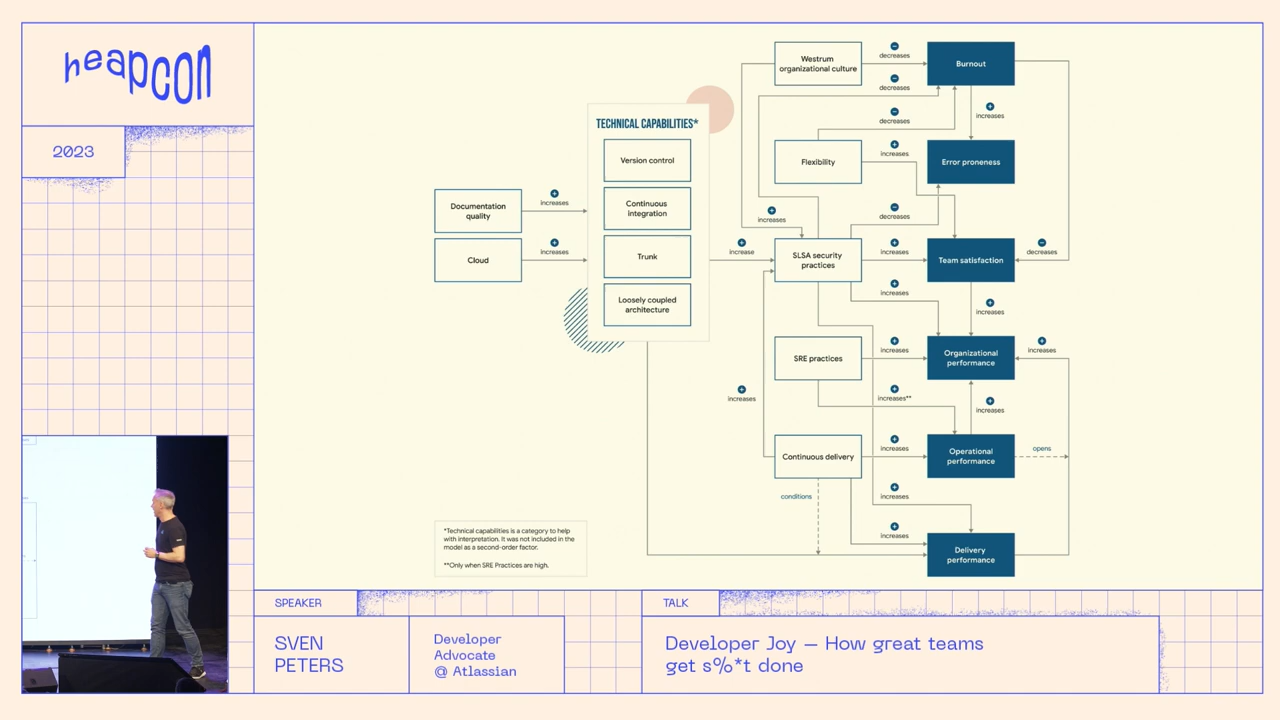 heapcon
2023
Westrum
organizational culture
decreases
Burnout
decreases
increases
decreases
TECHNICAL CAPABILITIES*
Version control
Flexibility
increases
Error proneness
Documentation
quality
increases
Continuous
integration
increases
decreases
Cloud
increases
Trunk
increase
SLSA security
practices
increases
Team satisfaction
decreases
increases
increases
Loosely coupled
architecture
SRE practices
increases
Organizational
performance
increases
increases
increases**
increases
Continuous delivery
increases
Operational
performance
opens
conditions
increases
increases
Delivery
performance
*Technical capabilities is a category to help
with interpretation. It was not included in the
model as a second-order factor.
**Only when SRE Practices are high.
SPEAKER
SVEN
PETERS
Developer
Advocate
@ Atlassian
TALK
Developer Joy – How great teams
get s%*t done